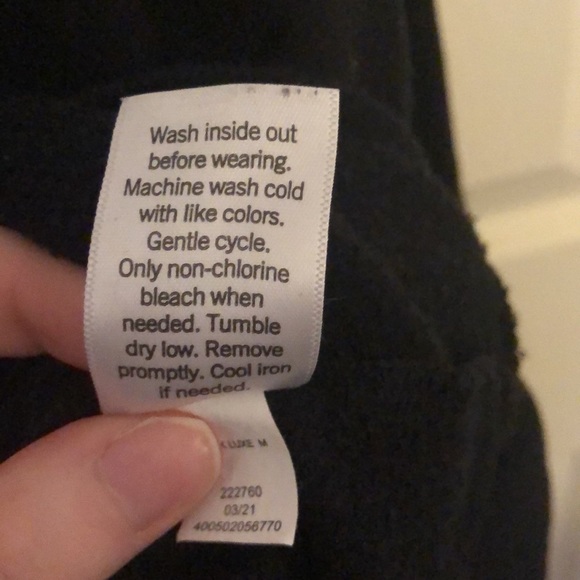 Wash inside out
before wearing.
Machine wash cold
with like colors.
Gentle cycle.
Only non-chlorine
bleach when
needed. Tumble
dry low. Remove
promptly. Cool iron
if needed.
LUXE M
222760
03/21
400502056770